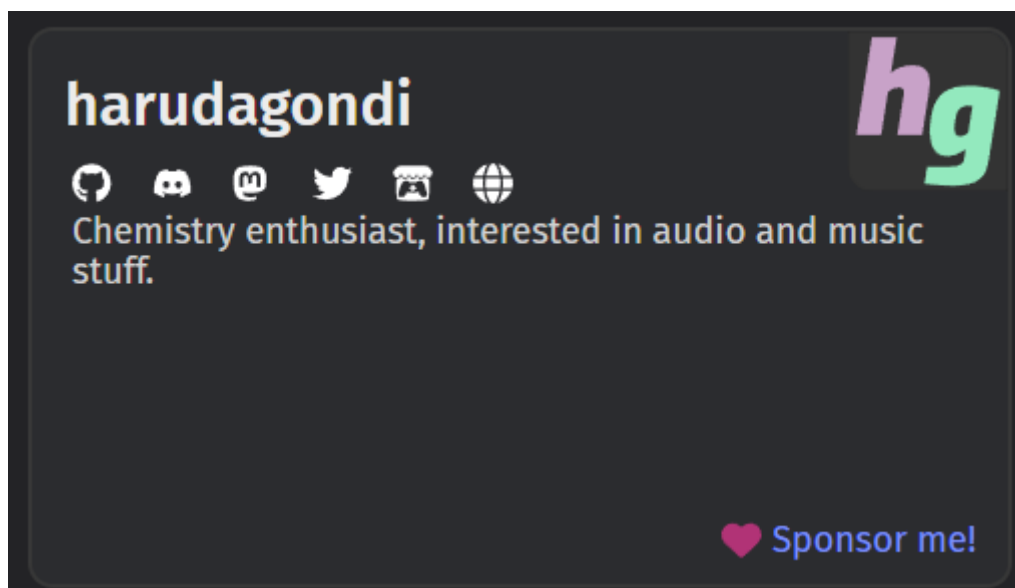 harudagondi
hg
Chemistry enthusiast, interested in audio and music
stuff.
Sponsor me!